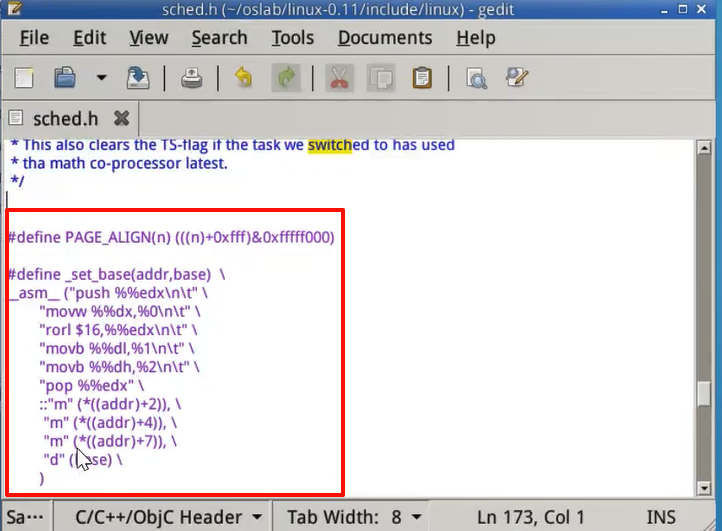 sched.h (~/oslab/linux-0.11/include/linux) - gedit
File Edit View Search Tools Documents Help
sched.h
* This also clears the TS-flag if the task we switched to has used
* tha math co-processor latest.
*/
#define PAGE_ALIGN(n) (((n)+0xfff)&0xfffff000)
#define _set_base(addr,base) \
__asm__ ("push %%edx\n\t" \
"movw %%dx,%0\n\t" \
"rorl $16,%%edx\n\t" \
"movb %%dl,%1\n\t" \
"movb %%dh,%2\n\t" \
"pop %%edx" \
::"m" (*((addr)+2)), \
"m" (*((addr)+4)), \
"m" (*((addr)+7)), \
"d" (base) \
)
Sa··· C/C++/ObjC Header Tab Width: 8 Ln 173, Col 1 INS